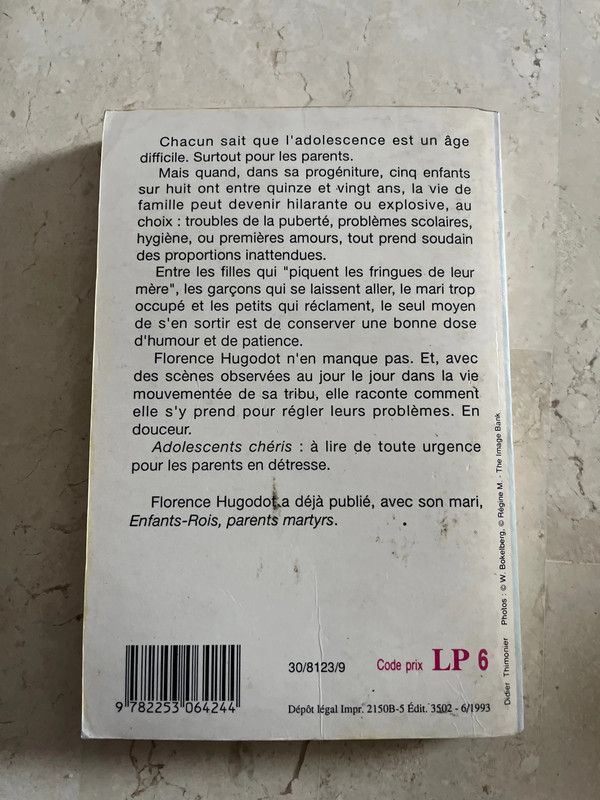 Chacun sait que l'adolescence est un âge
difficile. Surtout pour les parents.
Mais quand, dans sa progéniture, cinq enfants
sur huit ont entre quinze et vingt ans, la vie de
famille peut devenir hilarante ou explosive, au
choix : troubles de la puberté, problèmes scolaires,
hygiène, ou premières amours, tout prend soudain
des proportions inattendues.
Entre les filles qui "piquent les fringues de leur
mère", les garçons qui se laissent aller, le mari trop
occupé et les petits qui réclament, le seul moyen
de s'en sortir est de conserver une bonne dose
d'humour et de patience.
Florence Hugodot n'en manque pas. Et, avec
des scènes observées au jour le jour dans la vie
mouvementée de sa tribu, elle raconte comment
elle s'y prend pour régler leurs problèmes. En
douceur.
Adolescents chéris : à lire de toute urgence
pour les parents en détresse.
Florence Hugodot a déjà publié, avec son mari,
Enfants-Rois, parents martyrs.
Didier Thimonier Photos : © W. Bokelberg, © Régine M. - The Image Bank
30/8123/9
Code prix LP 6
9 782253 064244
Dépôt légal Impr. 2150B-5 Édit. 3502 - 6/1993